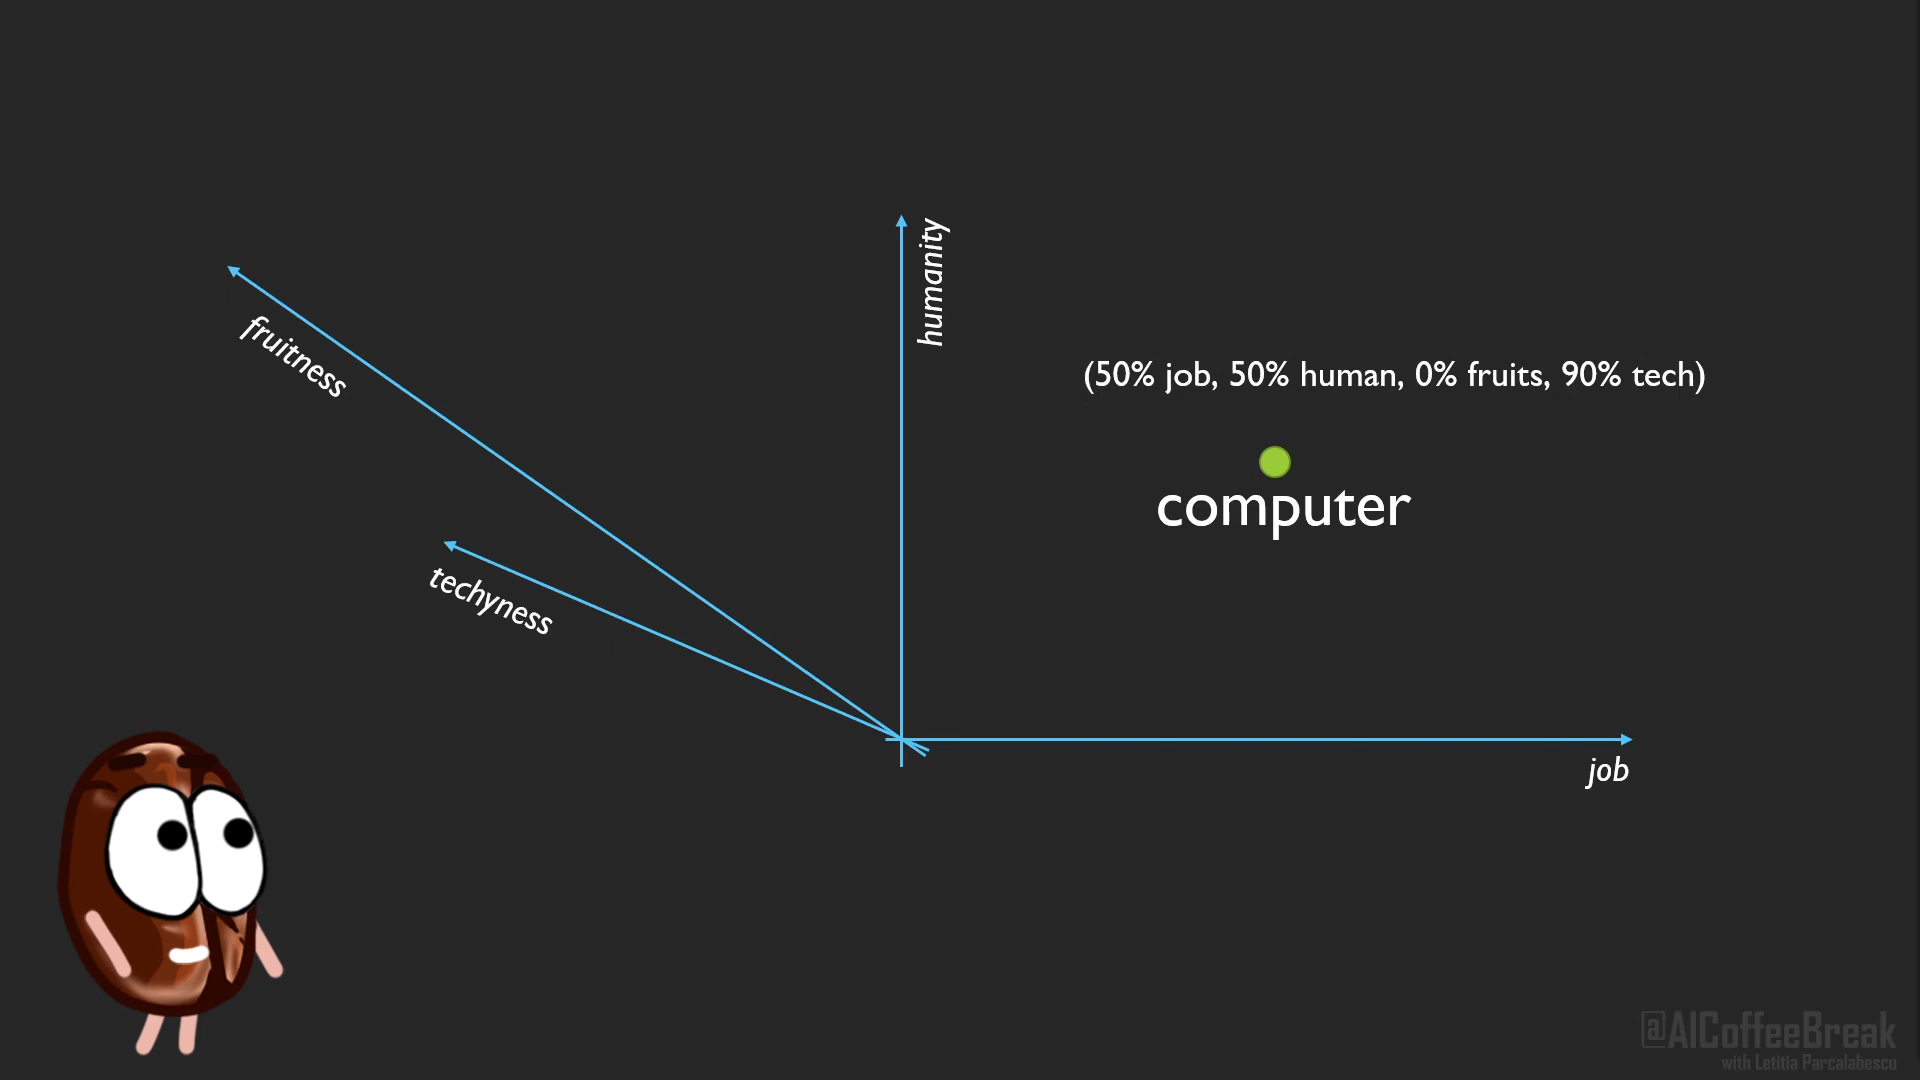 humanity
fruitness
(50% job, 50% human, 0% fruits, 90% tech)
computer
techyness
job
@AICoffeeBreak
with Letitia Parcalabescu